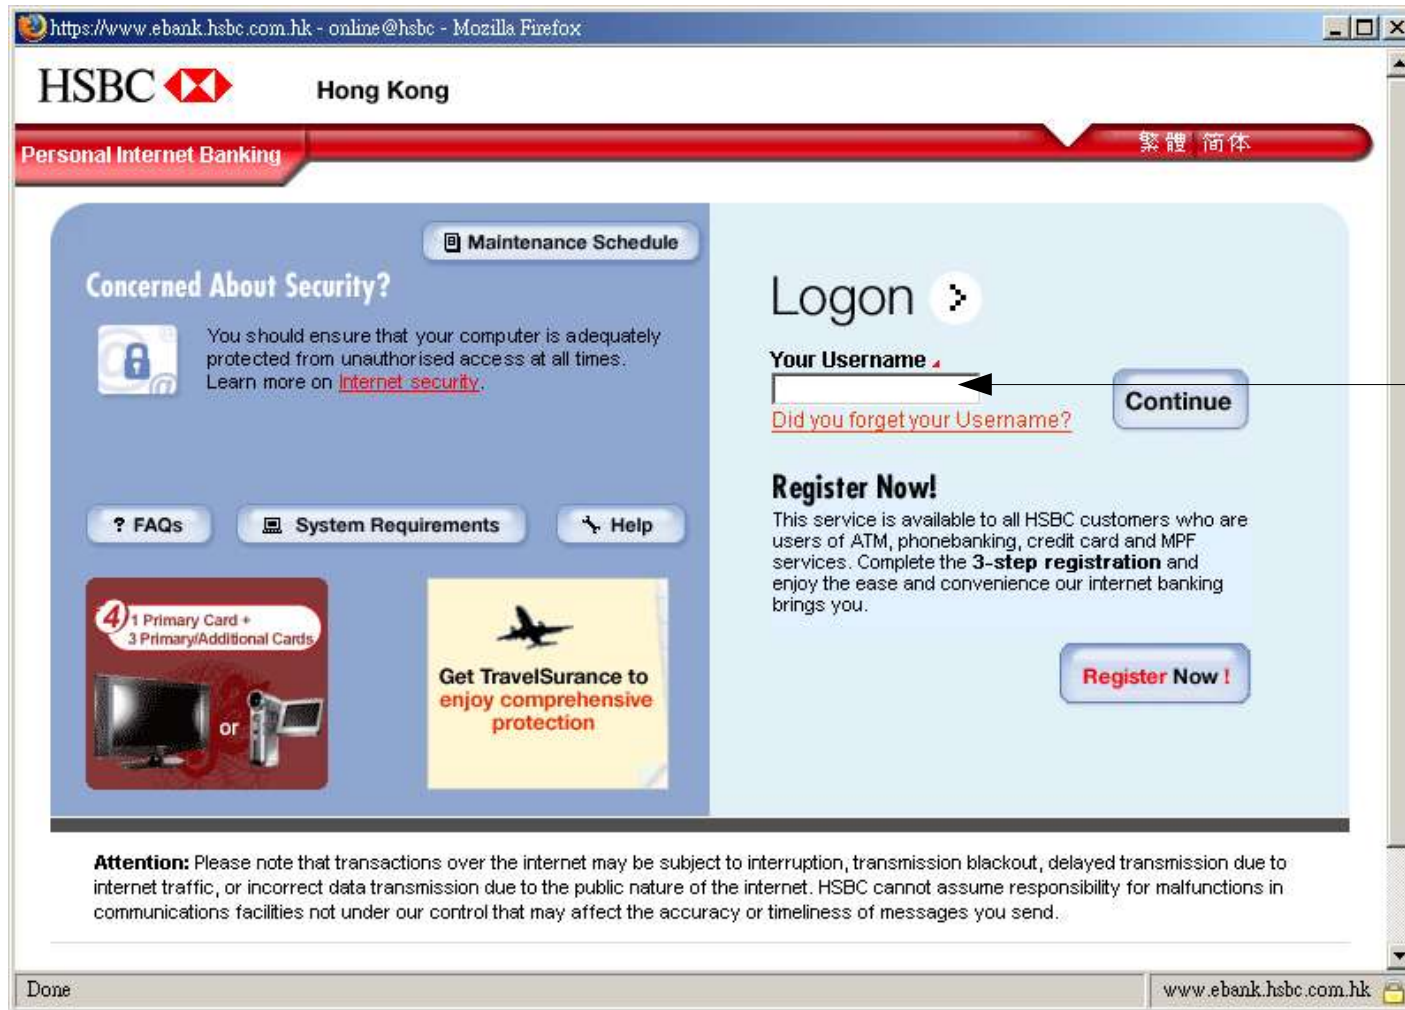 https://www.ebank.hsbc.com.hk - online@hsbc - Mozilla Firefox
HSBC Hong Kong
Personal Internet Banking
繁體 简体
Maintenance Schedule
Concerned About Security?
You should ensure that your computer is adequately
protected from unauthorised access at all times.
Learn more on Internet security.
? FAQs
System Requirements
Help
4 1 Primary Card +
3 Primary/Additional Cards
or
Get TravelSurance to
enjoy comprehensive
protection
Logon
Your Username
Continue
Did you forget your Username?
Register Now!
This service is available to all HSBC customers who are
users of ATM, phonebanking, credit card and MPF
services. Complete the 3-step registration and
enjoy the ease and convenience our internet banking
brings you.
Register Now !
Attention: Please note that transactions over the internet may be subject to interruption, transmission blackout, delayed transmission due to
internet traffic, or incorrect data transmission due to the public nature of the internet. HSBC cannot assume responsibility for malfunctions in
communications facilities not under our control that may affect the accuracy or timeliness of messages you send.
Done
www.ebank.hsbc.com.hk